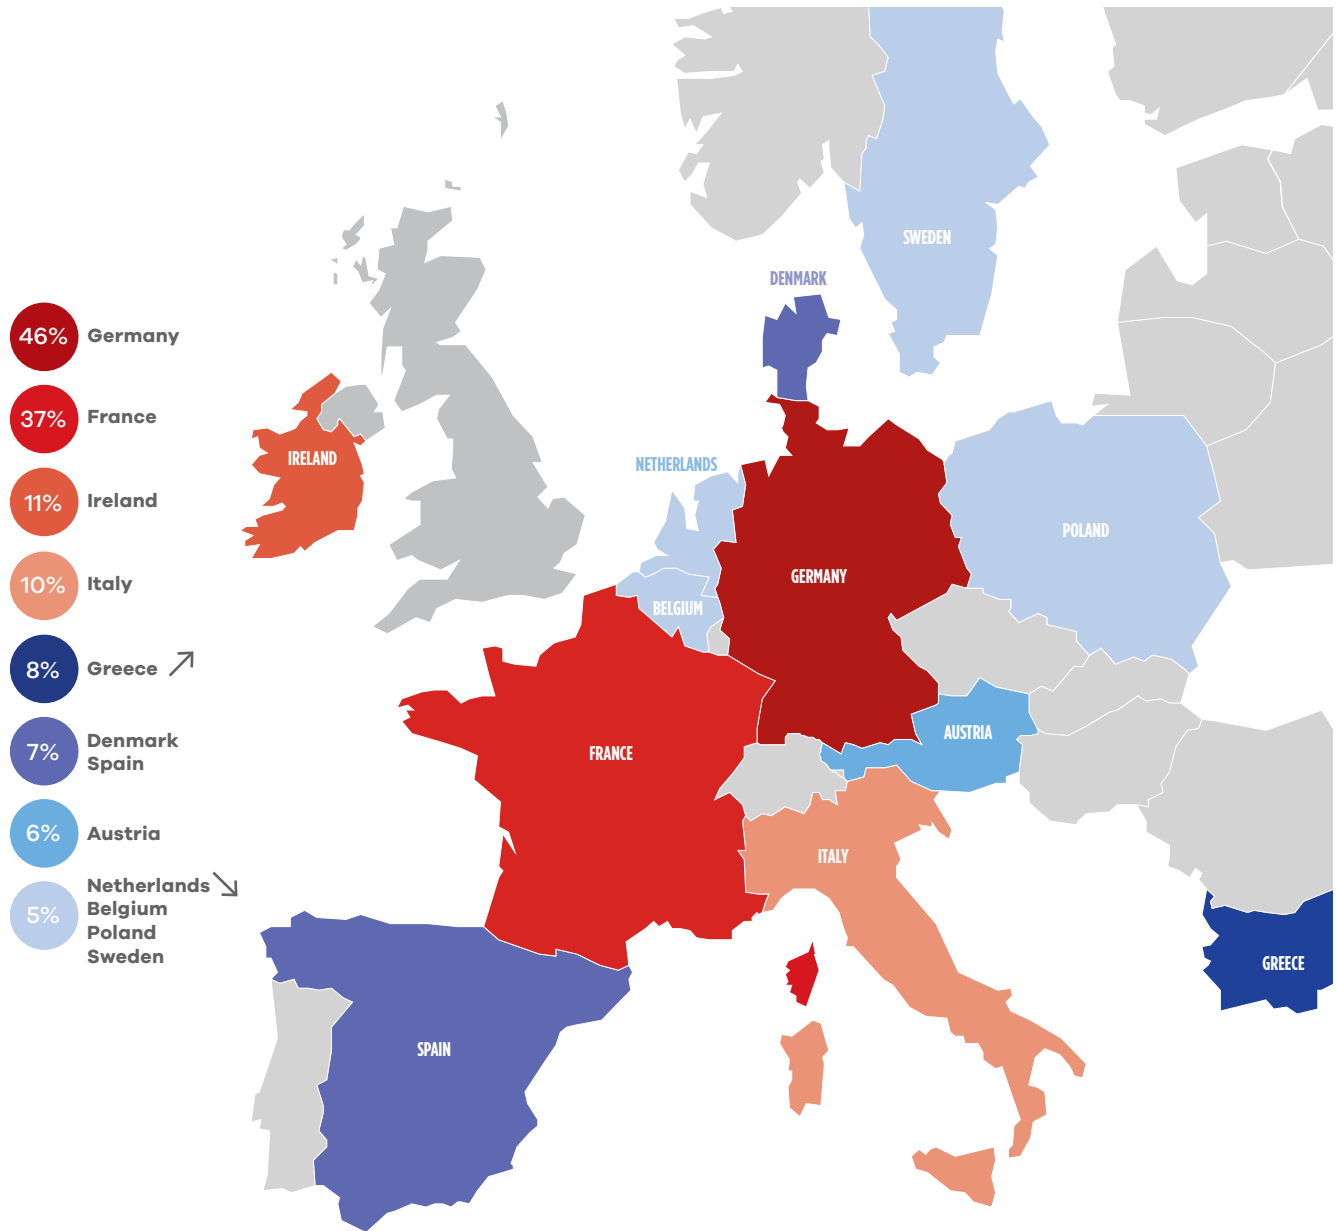 46% Germany
37% France
11% Ireland
10% Italy
8% Greece
7% Denmark
Spain
6% Austria
5% Netherlands
Belgium
Poland
Sweden
SWEDEN
DENMARK
IRELAND
NETHERLANDS
POLAND
GERMANY
BELGIUM
AUSTRIA
FRANCE
ITALY
GREECE
SPAIN